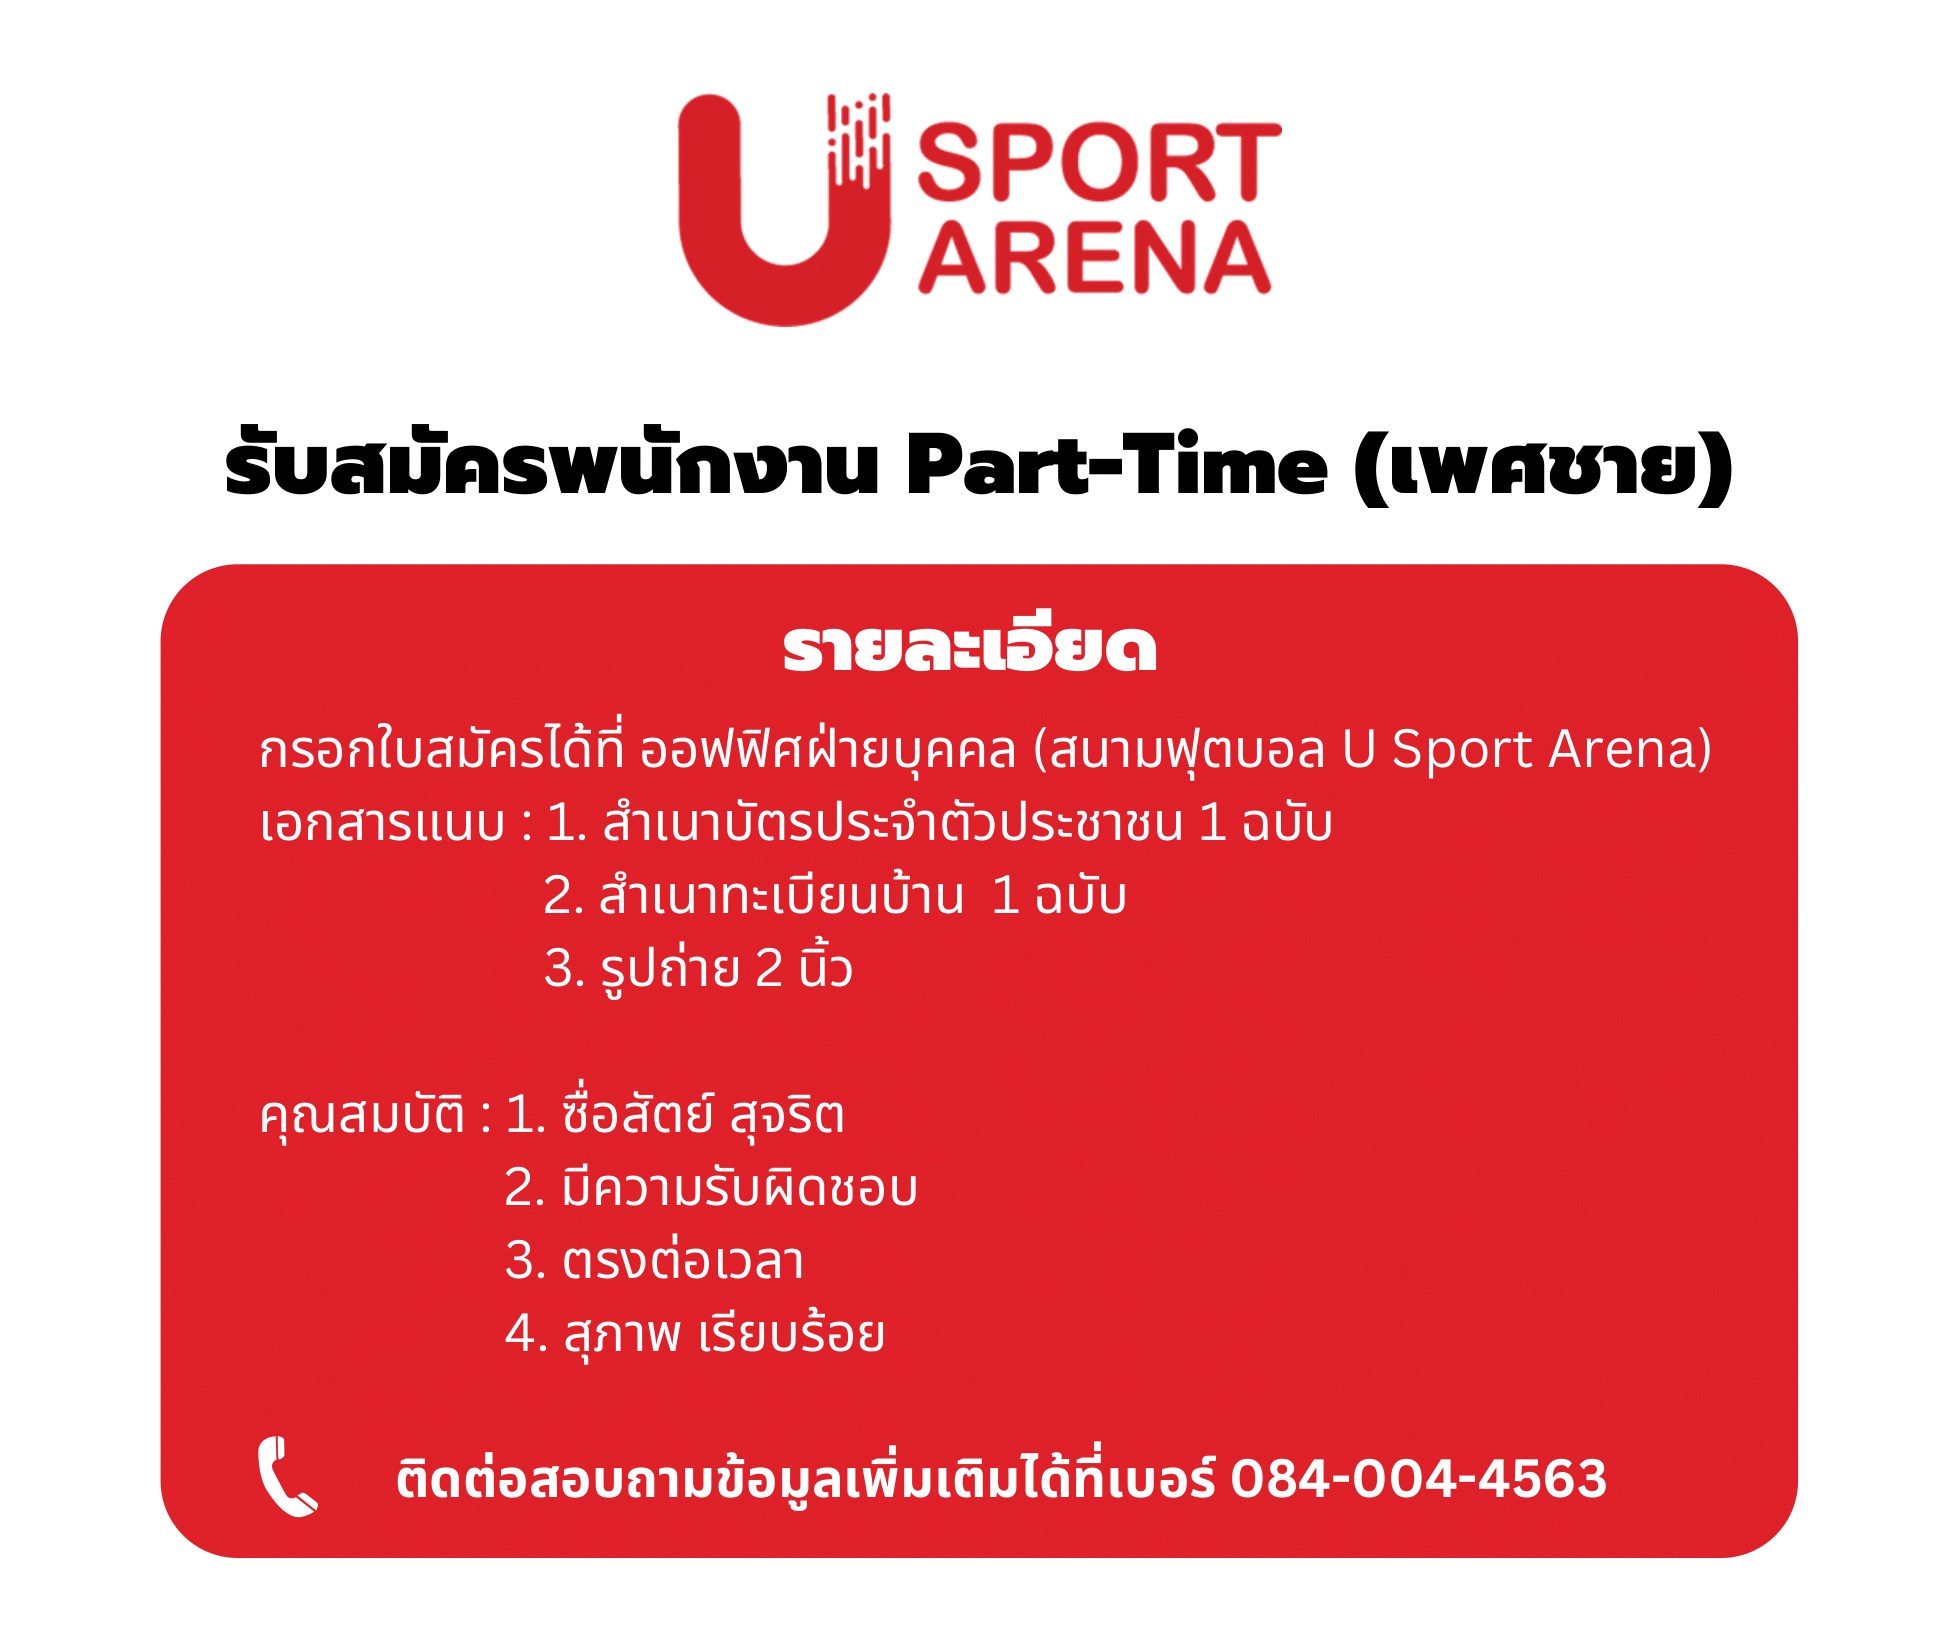 U SPORT
ARENA
รับสมัครพนักงาน Part-Time (เพศชาย)
รายละเอียด
กรอกใบสมัครได้ที่ ออฟฟิศฝ่ายบุคคล (สนามฟุตบอล U Sport Arena)
เอกสารแนบ : 1. สำเนาบัตรประจำตัวประชาชน 1 ฉบับ
2. สำเนาทะเบียนบ้าน 1 ฉบับ
3. รูปถ่าย 2 นิ้ว
คุณสมบัติ : 1. ซื่อสัตย์ สุจริต
2. มีความรับผิดชอบ
3. ตรงต่อเวลา
4. สุภาพ เรียบร้อย
ติดต่อสอบถามข้อมูลเพิ่มเติมได้ที่เบอร์ 084-004-4563